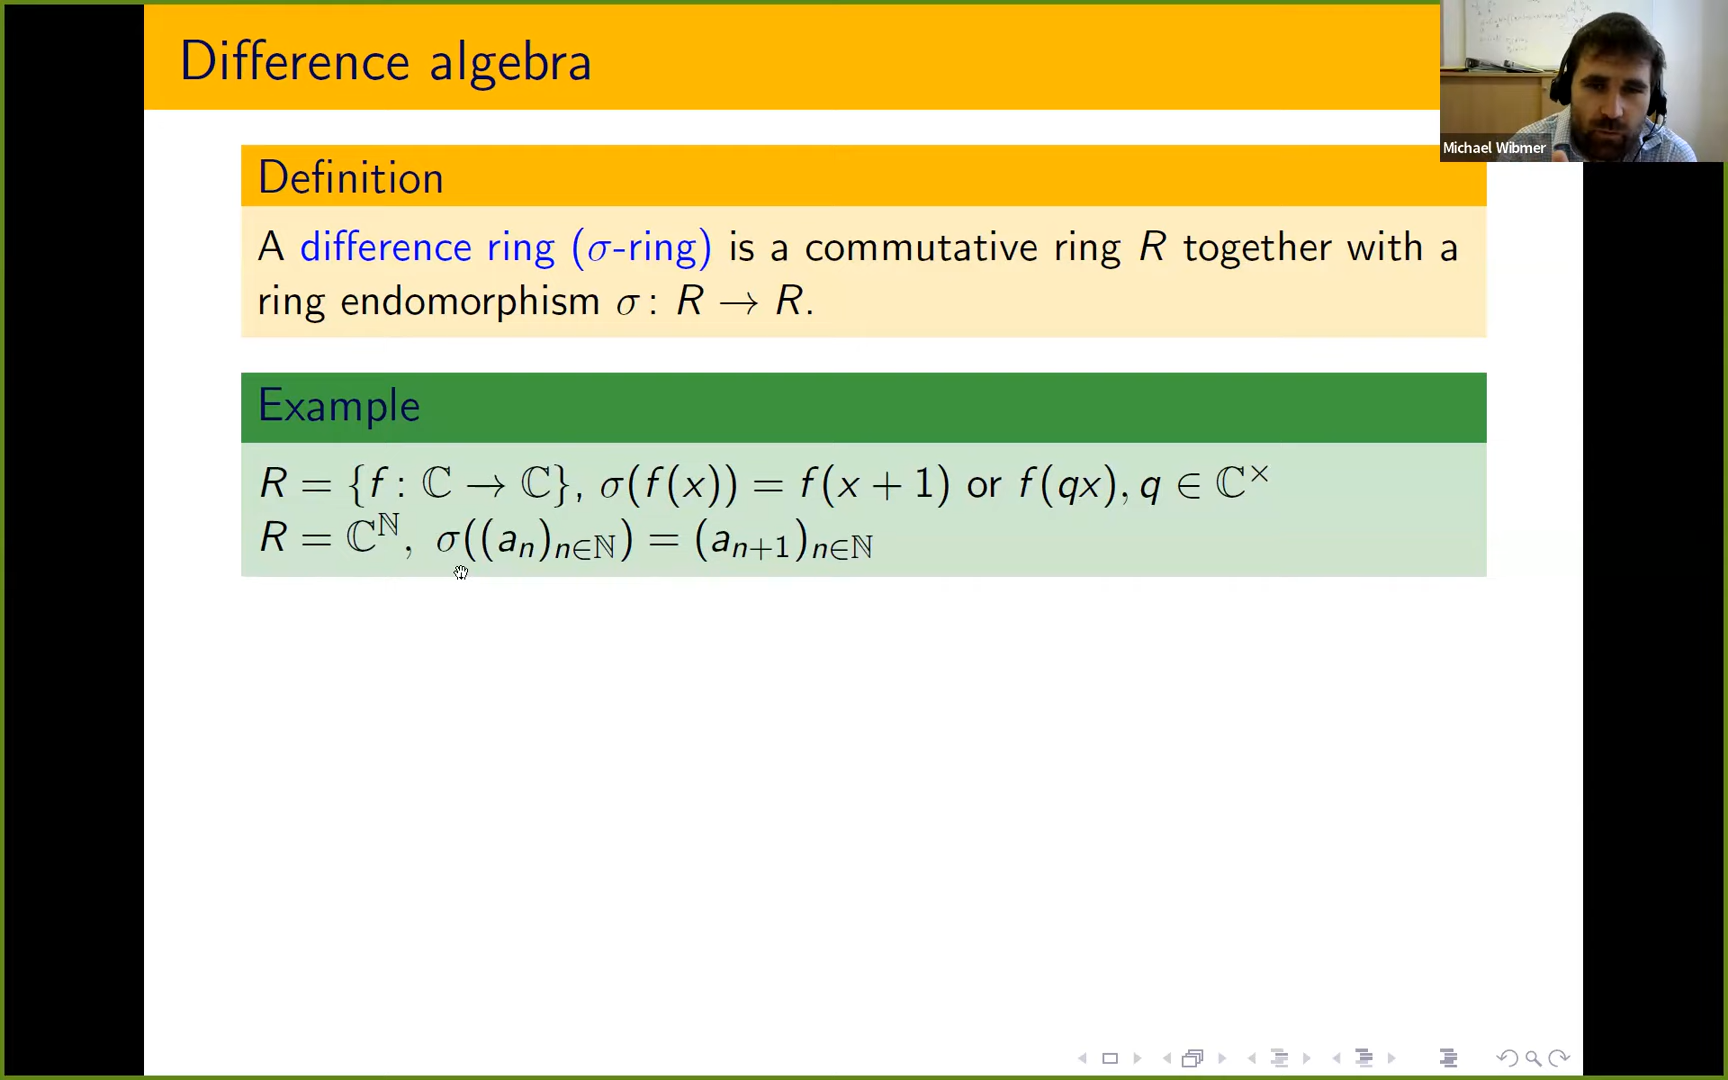 Difference algebra
Michael Wibmer
Definition
A difference ring (σ-ring) is a commutative ring R together with a
ring endomorphism σ: R → R.
Example
R = {f: ℂ → ℂ}, σ(f(x)) = f(x + 1) or f(qx), q ∈ ℂ^×
R = ℂ^ℕ, σ((a_n)_{n∈ℕ}) = (a_{n+1})_{n∈ℕ}